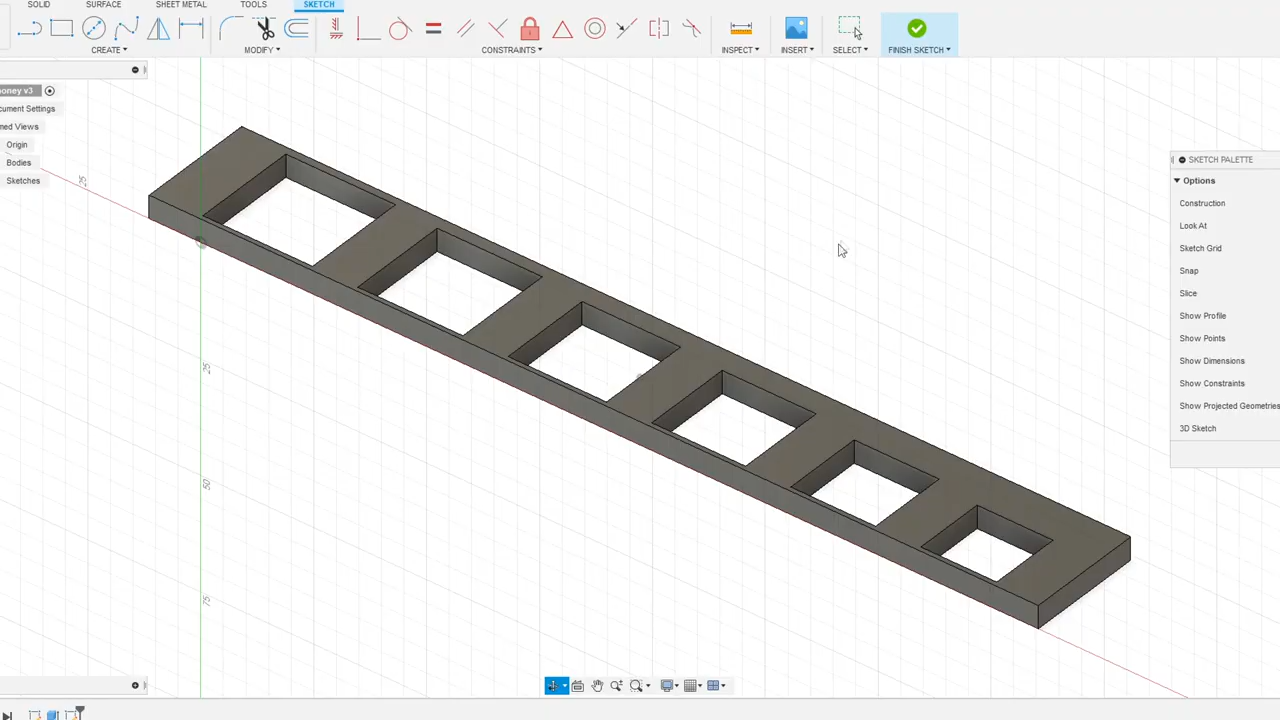 SOLID SURFACE SHEET METAL TOOLS SKETCH
CREATE MODIFY CONSTRAINTS INSPECT INSERT SELECT FINISH SKETCH
oney v3
cument Settings
med Views
Origin
Bodies
Sketches
SKETCH PALETTE
Options
Construction
Look At
Sketch Grid
Snap
Slice
Show Profile
Show Points
Show Dimensions
Show Constraints
Show Projected Geometries
3D Sketch
25
25
50
75